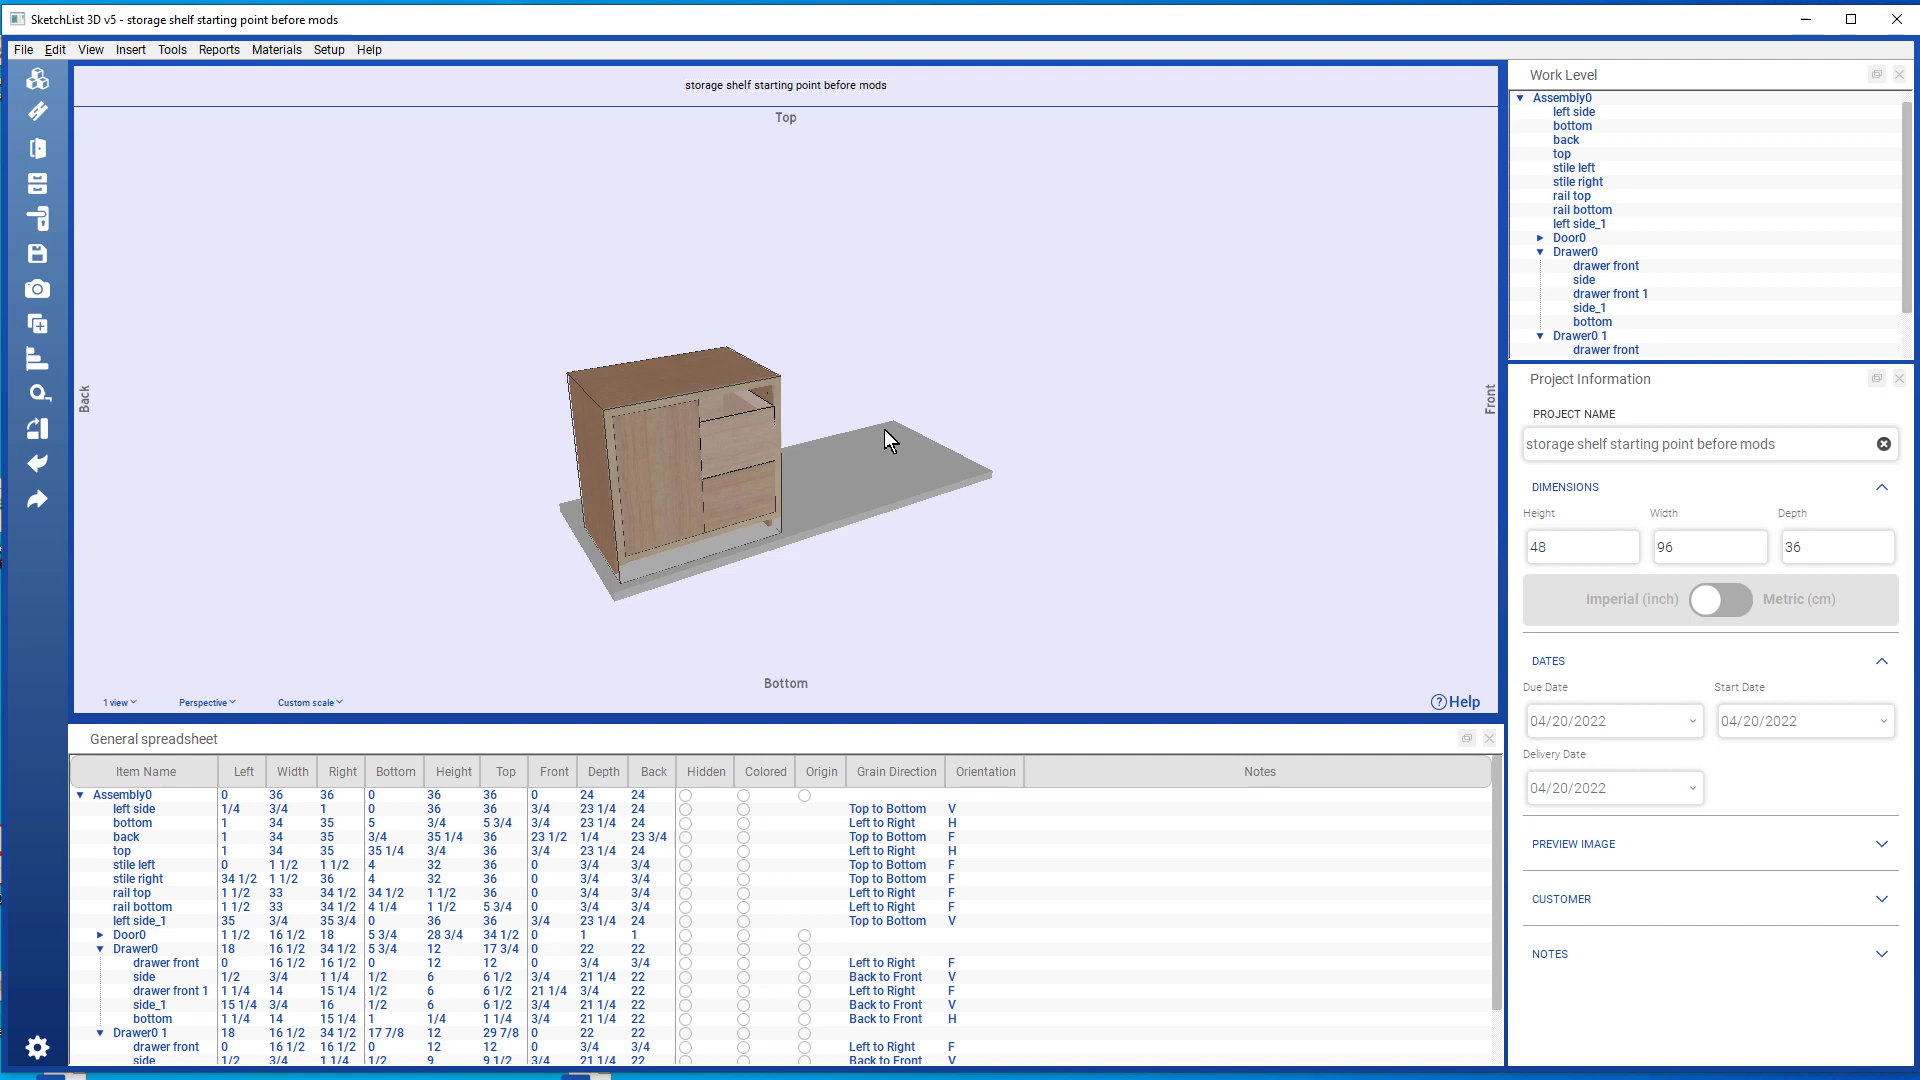 SketchList 3D v5 - storage shelf starting point before mods
File Edit View Insert Tools Reports Materials Setup Help
storage shelf starting point before mods
Top
Back
Front
Bottom
1 view Perspective Custom scale
Help
Work Level
Assembly0
left side
bottom
back
top
stile left
stile right
rail top
rail bottom
left side_1
Door0
Drawer0
drawer front
side
drawer front 1
side_1
bottom
Drawer0 1
drawer front
Project Information
PROJECT NAME
storage shelf starting point before mods
DIMENSIONS
Height Width Depth
48 96 36
Imperial (inch) Metric (cm)
DATES
Due Date Start Date
04/20/2022 04/20/2022
Delivery Date
04/20/2022
PREVIEW IMAGE
CUSTOMER
NOTES
General spreadsheet
Item Name Left Width Right Bottom Height Top Front Depth Back Hidden Colored Origin Grain Direction Orientation Notes
Assembly0 0 36 36 0 36 36 0 24 24
left side 1/4 3/4 1 0 36 36 3/4 23 1/4 24 Top to Bottom V
bottom 1 34 35 5 3/4 5 3/4 3/4 23 1/4 24 Left to Right H
back 1 34 35 3/4 35 1/4 36 23 1/2 1/4 23 3/4 Top to Bottom F
top 1 34 35 35 1/4 3/4 36 3/4 23 1/4 24 Left to Right H
stile left 0 1 1/2 1 1/2 4 32 36 0 3/4 3/4 Top to Bottom F
stile right 34 1/2 1 1/2 36 4 32 36 0 3/4 3/4 Top to Bottom F
rail top 1 1/2 33 34 1/2 34 1/2 1 1/2 36 0 3/4 3/4 Left to Right F
rail bottom 1 1/2 33 34 1/2 4 1/4 1 1/2 5 3/4 0 3/4 3/4 Left to Right F
left side_1 35 3/4 35 3/4 0 36 36 3/4 23 1/4 24 Top to Bottom V
Door0 1 1/2 16 1/2 18 5 3/4 28 3/4 34 1/2 0 1 1
Drawer0 18 16 1/2 34 1/2 5 3/4 12 17 3/4 0 22 22
drawer front 0 16 1/2 16 1/2 0 12 12 0 3/4 3/4 Left to Right F
side 1/2 3/4 1 1/4 1/2 6 6 1/2 3/4 21 1/4 22 Back to Front V
drawer front 1 1 1/4 14 15 1/4 1/2 6 6 1/2 21 1/4 3/4 22 Left to Right F
side_1 15 1/4 3/4 16 1/2 6 6 1/2 3/4 21 1/4 22 Back to Front V
bottom 1 1/4 14 15 1/4 1 1/4 1 1/4 3/4 21 1/4 22 Back to Front H
Drawer0 1 18 16 1/2 34 1/2 17 7/8 12 29 7/8 0 22 22
drawer front 0 16 1/2 16 1/2 0 12 12 0 3/4 3/4 Left to Right F
side 1/2 3/4 1 1/4 1/2 9 9 1/2 3/4 21 1/4 22 Back to Front V